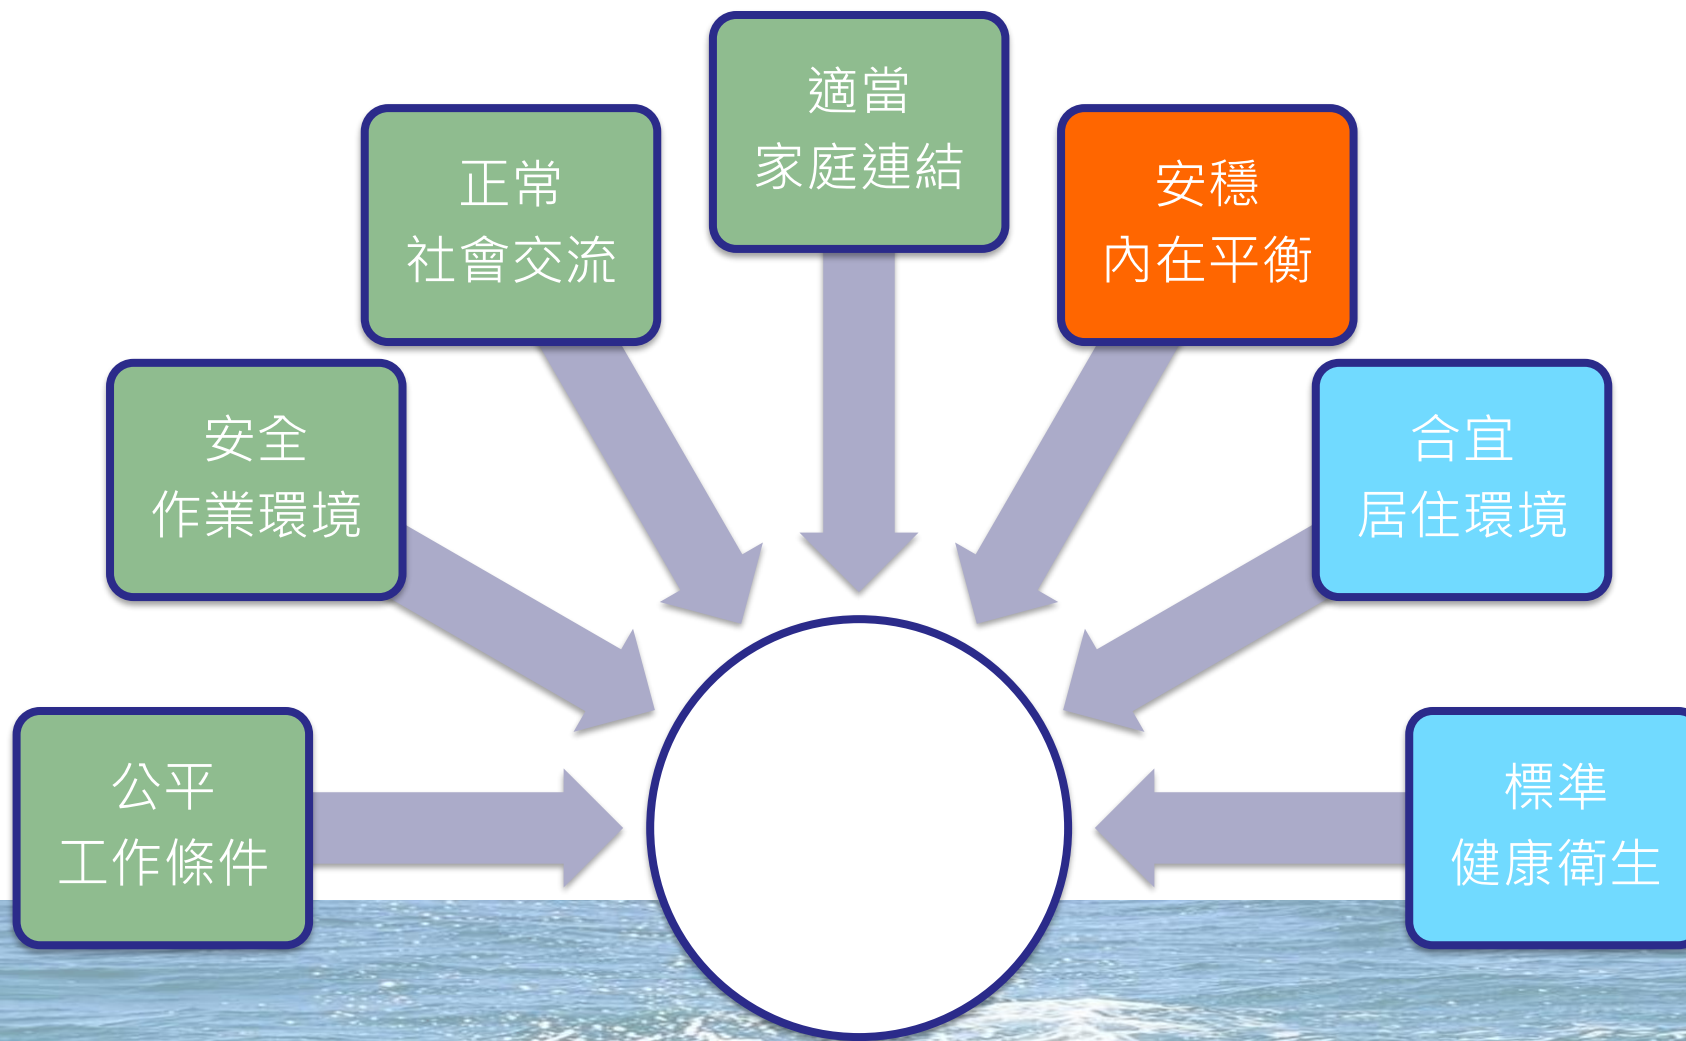 適當
家庭連結
正常
社會交流
安穩
內在平衡
安全
作業環境
合宜
居住環境
公平
工作條件
標準
健康衛生